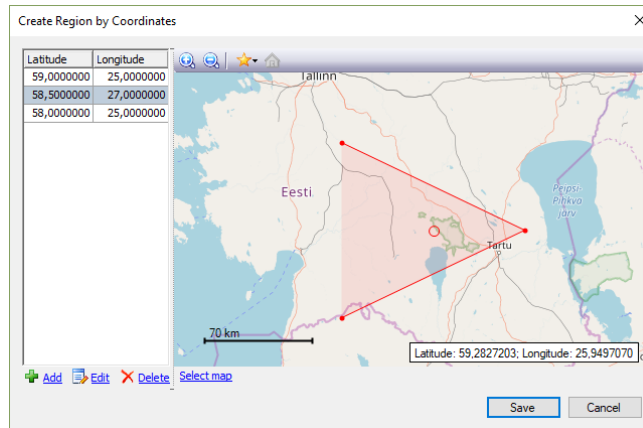 Create Region by Coordinates
Latitude Longitude
59,0000000 25,0000000
58,5000000 27,0000000
58,0000000 25,0000000
Tallinn
Eesti
Peipsi-
Pihkva
järv
Tartu
70 km
Latitude: 59,2827203; Longitude: 25,9497070
Add Edit Delete Select map
Save Cancel